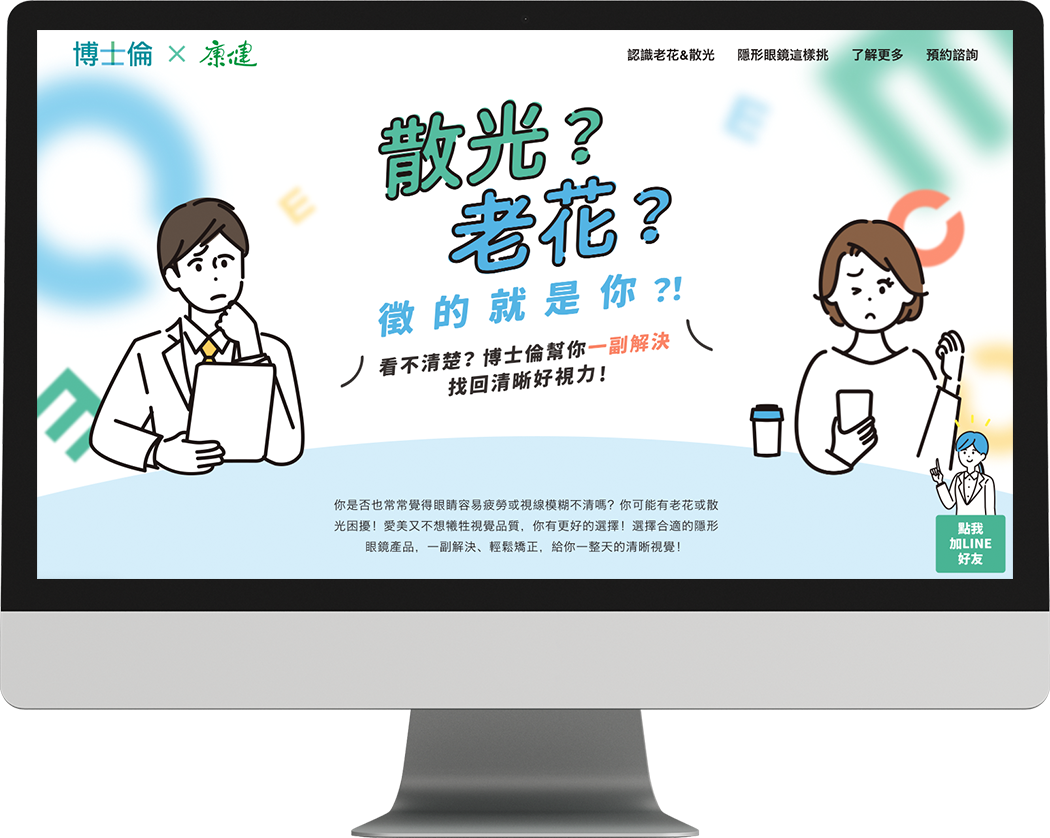 博士倫 × 康健
認識老花&散光 隱形眼鏡這樣挑 了解更多 預約諮詢
散光?
老花?
徵的就是你?!
看不清楚? 博士倫幫你一副解決
找回清晰好視力!
你是否也常常覺得眼睛容易疲勞或視線模糊不清嗎? 你可能有老花或散
光困擾! 愛美又不想犧牲視覺品質, 你有更好的選擇! 選擇合適的隱形
眼鏡產品, 一副解決、輕鬆矯正, 給你一整天的清晰視覺!
點我
加LINE
好友
E
E
E
E
C
C